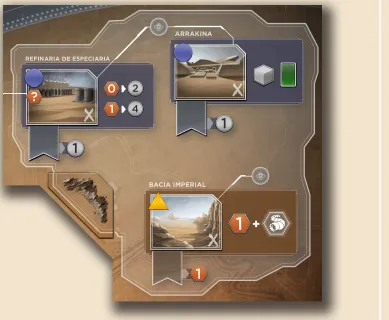 ARRAKINA
REFINARIA DE ESPECIARIA
?
0 2
1 4
1
1
BACIA IMPERIAL
1 +
1